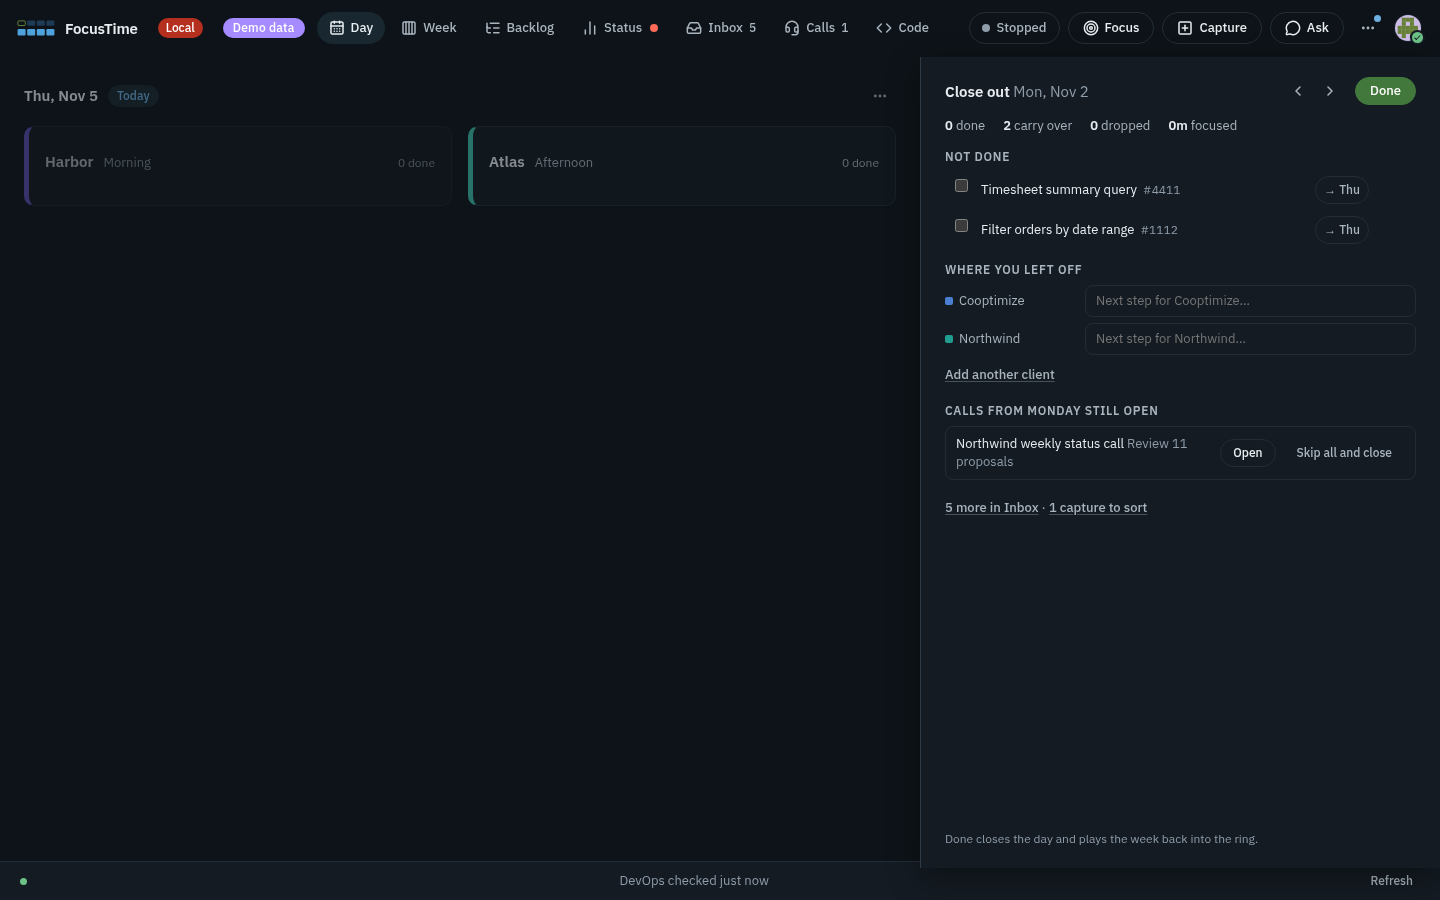 FocusTime
Local
Demo data
Day
Week
Backlog
Status
Inbox 5
Calls 1
Code
Stopped
Focus
Capture
Ask
Thu, Nov 5 Today
Harbor Morning 0 done
Atlas Afternoon 0 done
Close out Mon, Nov 2
Done
0 done 2 carry over 0 dropped 0m focused
NOT DONE
Timesheet summary query #4411 → Thu
Filter orders by date range #1112 → Thu
WHERE YOU LEFT OFF
Cooptimize Next step for Cooptimize...
Northwind Next step for Northwind...
Add another client
CALLS FROM MONDAY STILL OPEN
Northwind weekly status call Review 11
proposals
Open
Skip all and close
5 more in Inbox · 1 capture to sort
Done closes the day and plays the week back into the ring.
DevOps checked just now
Refresh